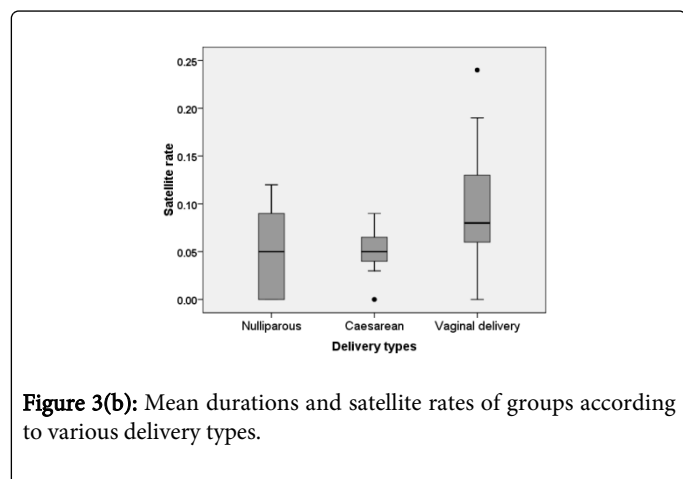 0.25
0.20
0.15
0.10
0.05
0.00
Satellite rate
Nulliparous Caesarean Vaginal delivery
Delivery types
Figure 3(b): Mean durations and satellite rates of groups according
to various delivery types.